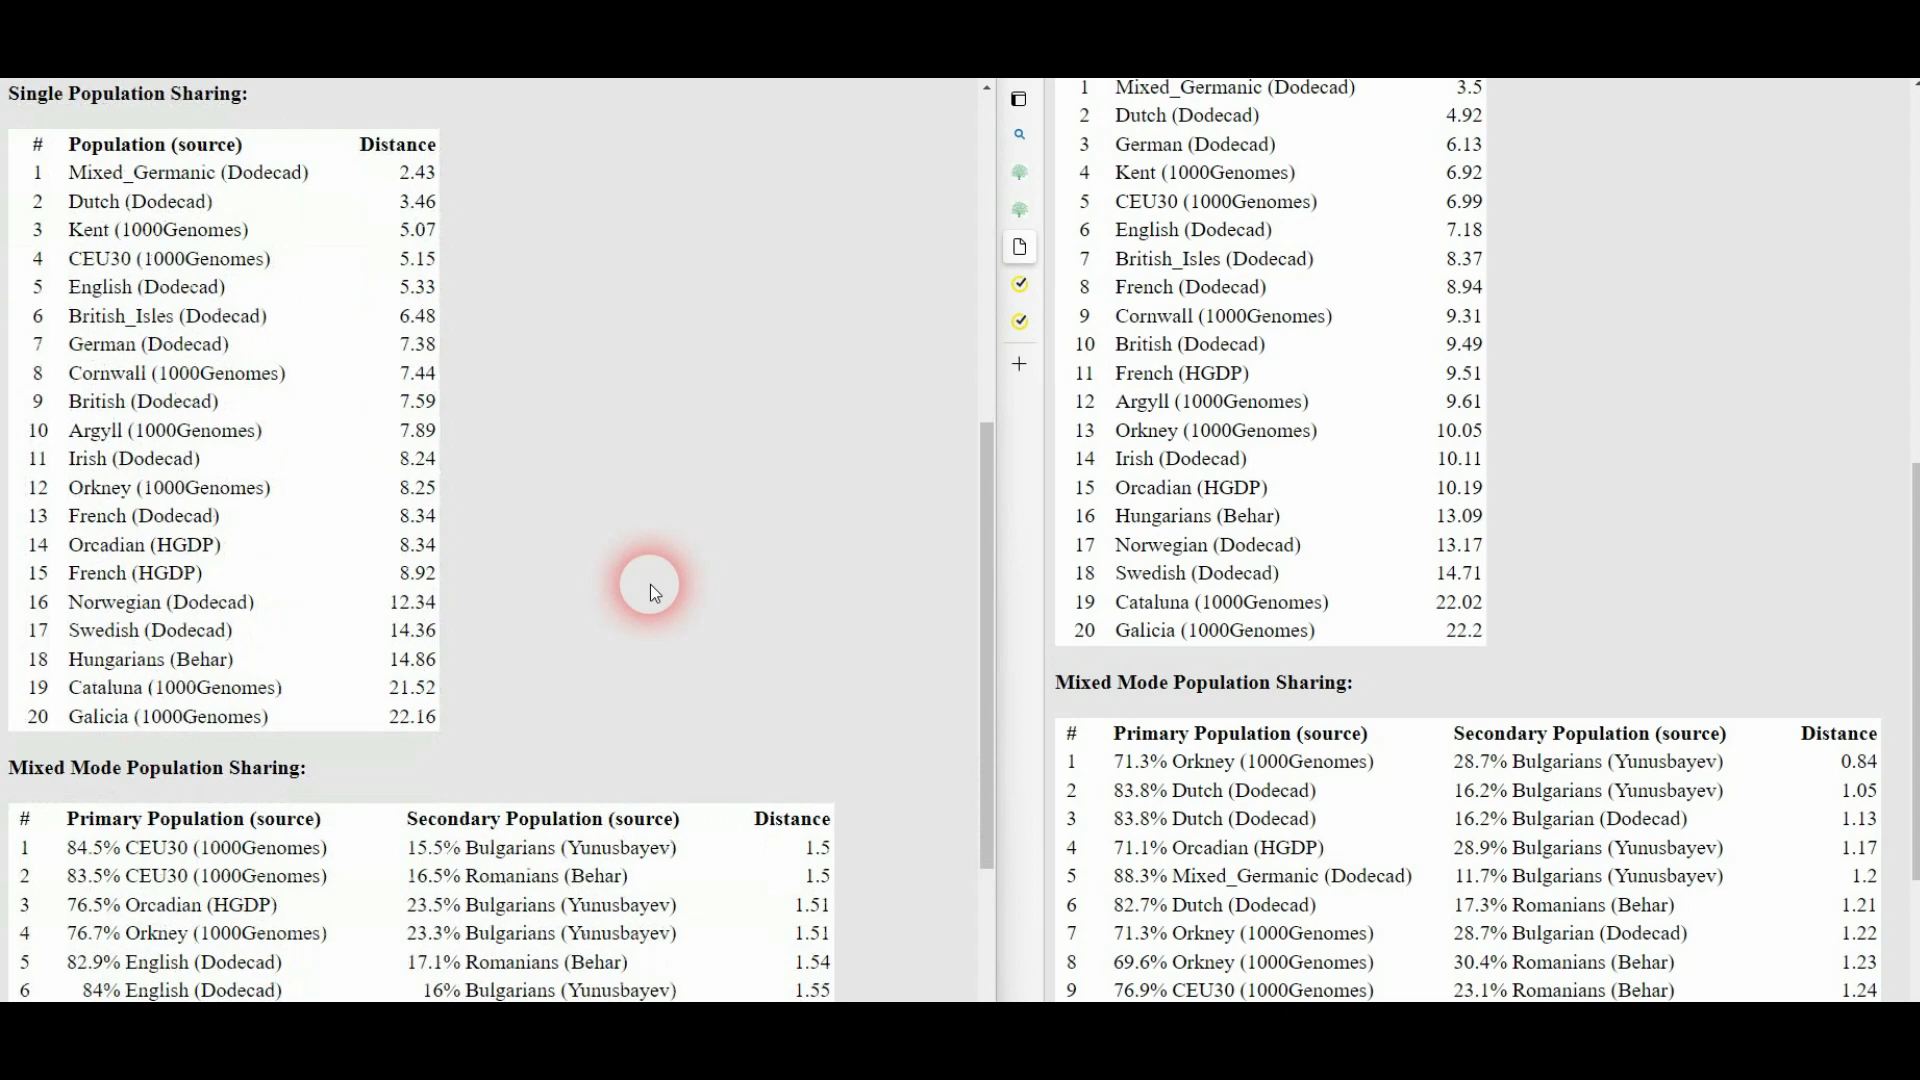 Single Population Sharing:
# Population (source) Distance
1 Mixed_Germanic (Dodecad) 2.43
2 Dutch (Dodecad) 3.46
3 Kent (1000Genomes) 5.07
4 CEU30 (1000Genomes) 5.15
5 English (Dodecad) 5.33
6 British_Isles (Dodecad) 6.48
7 German (Dodecad) 7.38
8 Cornwall (1000Genomes) 7.44
9 British (Dodecad) 7.59
10 Argyll (1000Genomes) 7.89
11 Irish (Dodecad) 8.24
12 Orkney (1000Genomes) 8.25
13 French (Dodecad) 8.34
14 Orcadian (HGDP) 8.34
15 French (HGDP) 8.92
16 Norwegian (Dodecad) 12.34
17 Swedish (Dodecad) 14.36
18 Hungarians (Behar) 14.86
19 Cataluna (1000Genomes) 21.52
20 Galicia (1000Genomes) 22.16
Mixed Mode Population Sharing:
# Primary Population (source) Secondary Population (source) Distance
1 84.5% CEU30 (1000Genomes) 15.5% Bulgarians (Yunusbayev) 1.5
2 83.5% CEU30 (1000Genomes) 16.5% Romanians (Behar) 1.5
3 76.5% Orcadian (HGDP) 23.5% Bulgarians (Yunusbayev) 1.51
4 76.7% Orkney (1000Genomes) 23.3% Bulgarians (Yunusbayev) 1.51
5 82.9% English (Dodecad) 17.1% Romanians (Behar) 1.54
6 84% English (Dodecad) 16% Bulgarians (Yunusbayev) 1.55
1 Mixed_Germanic (Dodecad) 3.5
2 Dutch (Dodecad) 4.92
3 German (Dodecad) 6.13
4 Kent (1000Genomes) 6.92
5 CEU30 (1000Genomes) 6.99
6 English (Dodecad) 7.18
7 British_Isles (Dodecad) 8.37
8 French (Dodecad) 8.94
9 Cornwall (1000Genomes) 9.31
10 British (Dodecad) 9.49
11 French (HGDP) 9.51
12 Argyll (1000Genomes) 9.61
13 Orkney (1000Genomes) 10.05
14 Irish (Dodecad) 10.11
15 Orcadian (HGDP) 10.19
16 Hungarians (Behar) 13.09
17 Norwegian (Dodecad) 13.17
18 Swedish (Dodecad) 14.71
19 Cataluna (1000Genomes) 22.02
20 Galicia (1000Genomes) 22.2
Mixed Mode Population Sharing:
# Primary Population (source) Secondary Population (source) Distance
1 71.3% Orkney (1000Genomes) 28.7% Bulgarians (Yunusbayev) 0.84
2 83.8% Dutch (Dodecad) 16.2% Bulgarians (Yunusbayev) 1.05
3 83.8% Dutch (Dodecad) 16.2% Bulgarian (Dodecad) 1.13
4 71.1% Orcadian (HGDP) 28.9% Bulgarians (Yunusbayev) 1.17
5 88.3% Mixed_Germanic (Dodecad) 11.7% Bulgarians (Yunusbayev) 1.2
6 82.7% Dutch (Dodecad) 17.3% Romanians (Behar) 1.21
7 71.3% Orkney (1000Genomes) 28.7% Bulgarian (Dodecad) 1.22
8 69.6% Orkney (1000Genomes) 30.4% Romanians (Behar) 1.23
9 76.9% CEU30 (1000Genomes) 23.1% Romanians (Behar) 1.24